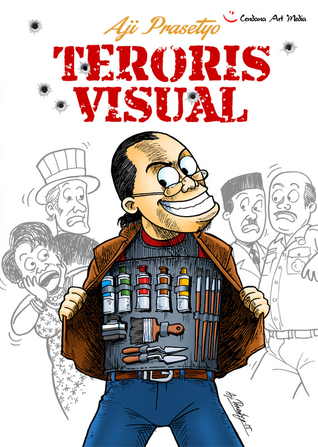 Aji Prasetyo
Cendana Art Media
TERORIS
VISUAL